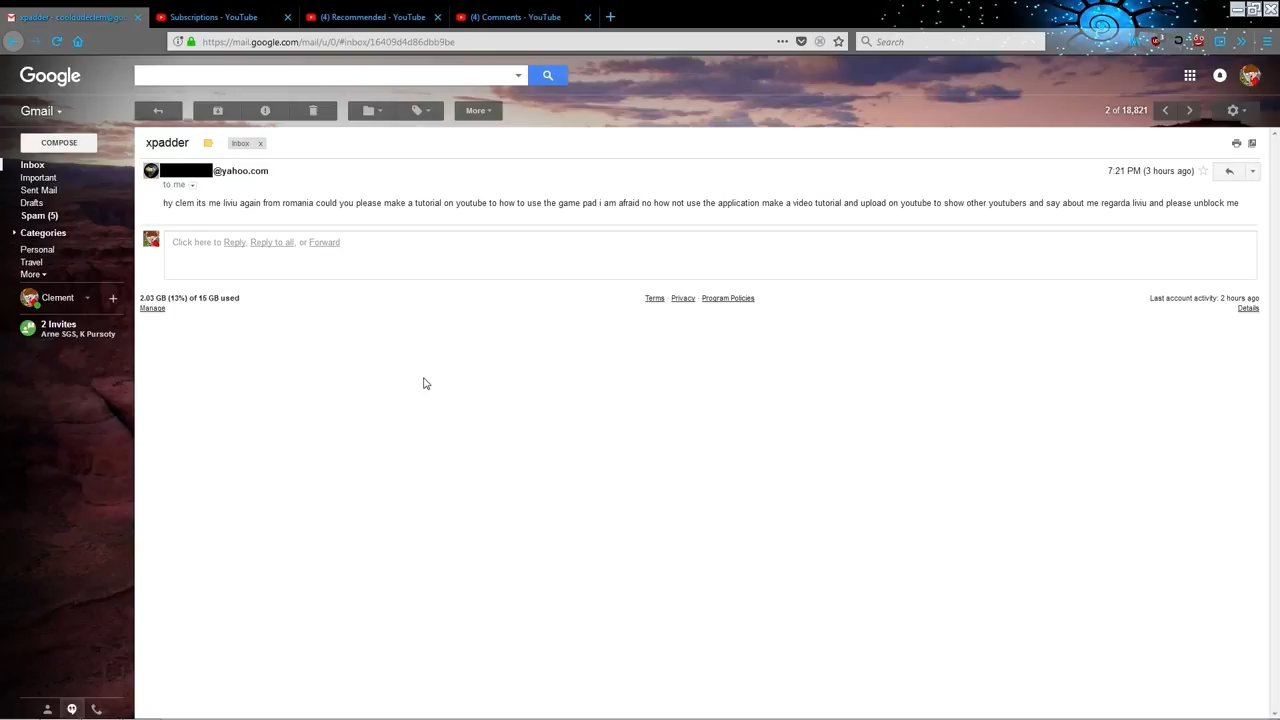 xpadder - cooldudeclem@go
Subscriptions - YouTube
(4) Recommended - YouTube
(4) Comments - YouTube
https://mail.google.com/mail/u/0/#inbox/16409d4d86dbb9be
Search
Google
Gmail
More
2 of 18,821
COMPOSE
xpadder
Inbox x
Inbox
Important
Sent Mail
Drafts
Spam (5)
Categories
Personal
Travel
More
@yahoo.com
7:21 PM (3 hours ago)
to me
hy clem its me liviu again from romania could you please make a tutorial on youtube to how to use the game pad i am afraid no how not use the application make a video tutorial and upload on youtube to show other youtubers and say about me regarda liviu and please unblock me
Click here to Reply, Reply to all, or Forward
Clement
2 Invites
Arne SGS, K Pursoty
2.03 GB (13%) of 15 GB used
Manage
Terms - Privacy - Program Policies
Last account activity: 2 hours ago
Details